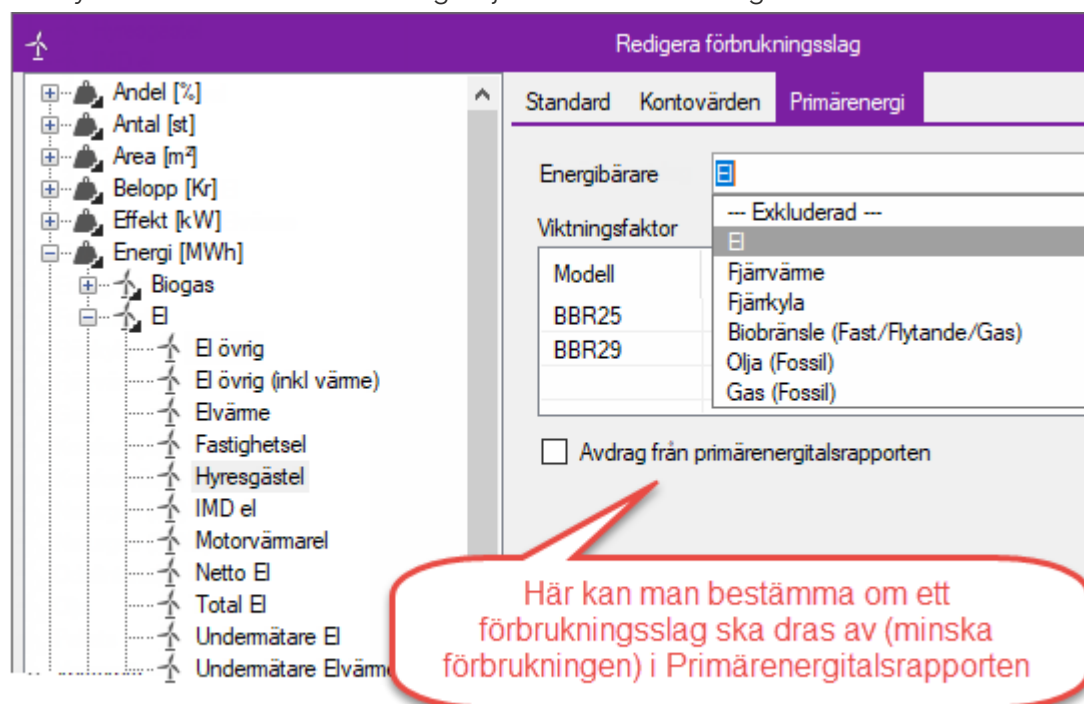 Redigera förbrukningsslag
Andel [%]
Antal [st]
Area [m²]
Belopp [Kr]
Effekt [kW]
Energi [MWh]
Biogas
El
El övrig
El övrig (inkl värme)
Elvärme
Fastighetsel
Hyresgästel
IMD el
Motorvärmarel
Netto El
Total El
Undermätare El
Undermätare Elvärme
Standard Kontovärden Primärenergi
Energibärare El
--- Exkluderad ---
El
Fjärrvärme
Fjärrkyla
Biobränsle (Fast/Flytande/Gas)
Olja (Fossil)
Gas (Fossil)
Viktningsfaktor
Modell
BBR25
BBR29
Avdrag från primärenergitalsrapporten
Här kan man bestämma om ett
förbrukningsslag ska dras av (minska
förbrukningen) i Primärenergitalsrapporten